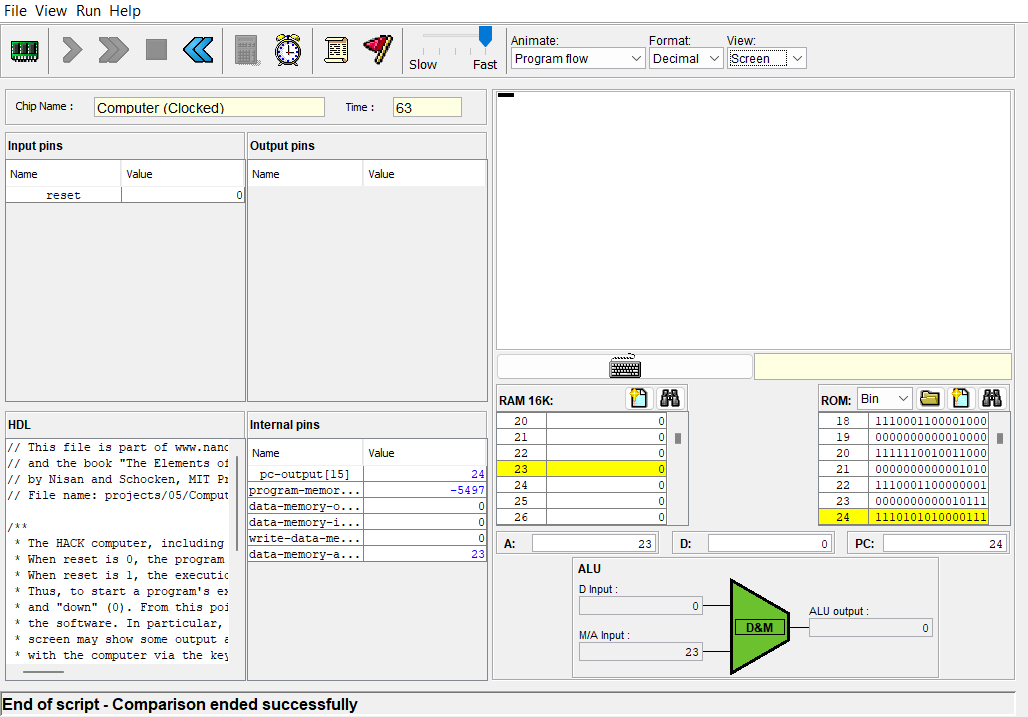 File View Run Help
Slow Fast
Animate: Format: View:
Program flow Decimal Screen
Chip Name : Computer (Clocked) Time : 63
Input pins
Name Value
reset 0
Output pins
Name Value
HDL
// This file is part of www.nand
// and the book "The Elements of
// by Nisan and Schocken, MIT Pr
// File name: projects/05/Comput
/**
* The HACK computer, including
* When reset is 0, the program
* When reset is 1, the executio
* Thus, to start a program's ex
* and "down" (0). From this poi
* the software. In particular,
* screen may show some output a
* with the computer via the key
Internal pins
Name Value
pc-output[15] 24
program-memor... -5497
data-memory-o... 0
data-memory-i... 0
write-data-me... 0
data-memory-a... 23
RAM 16K:
20 0
21 0
22 0
23 0
24 0
25 0
26 0
ROM: Bin
18 1110001100001000
19 0000000000010000
20 1111110010011000
21 0000000000001010
22 1110001100000001
23 0000000000010111
24 1110101010000111
A: 23 D: 0 PC: 24
ALU
D Input :
0
M/A Input :
23
D&M
ALU output :
0
End of script - Comparison ended successfully